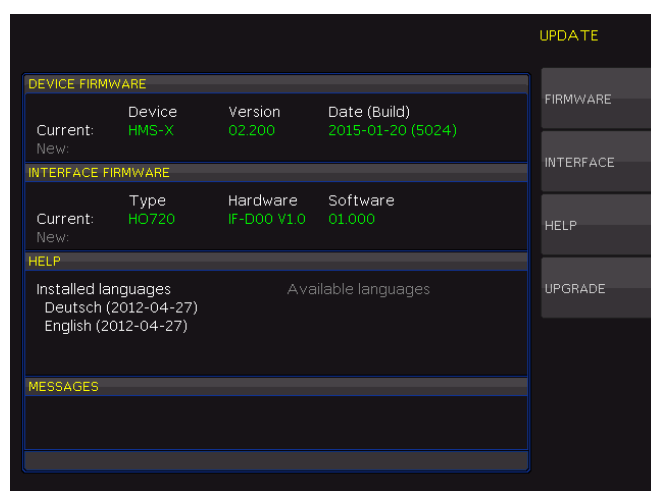 UPDATE
DEVICE FIRMWARE
Device Version Date (Build)
Current: HMS-X 02.200 2015-01-20 (5024)
New:
INTERFACE FIRMWARE
Type Hardware Software
Current: HO720 IF-D00 V1.0 01.000
New:
HELP
Installed languages Available languages
Deutsch (2012-04-27)
English (2012-04-27)
MESSAGES
FIRMWARE
INTERFACE
HELP
UPGRADE